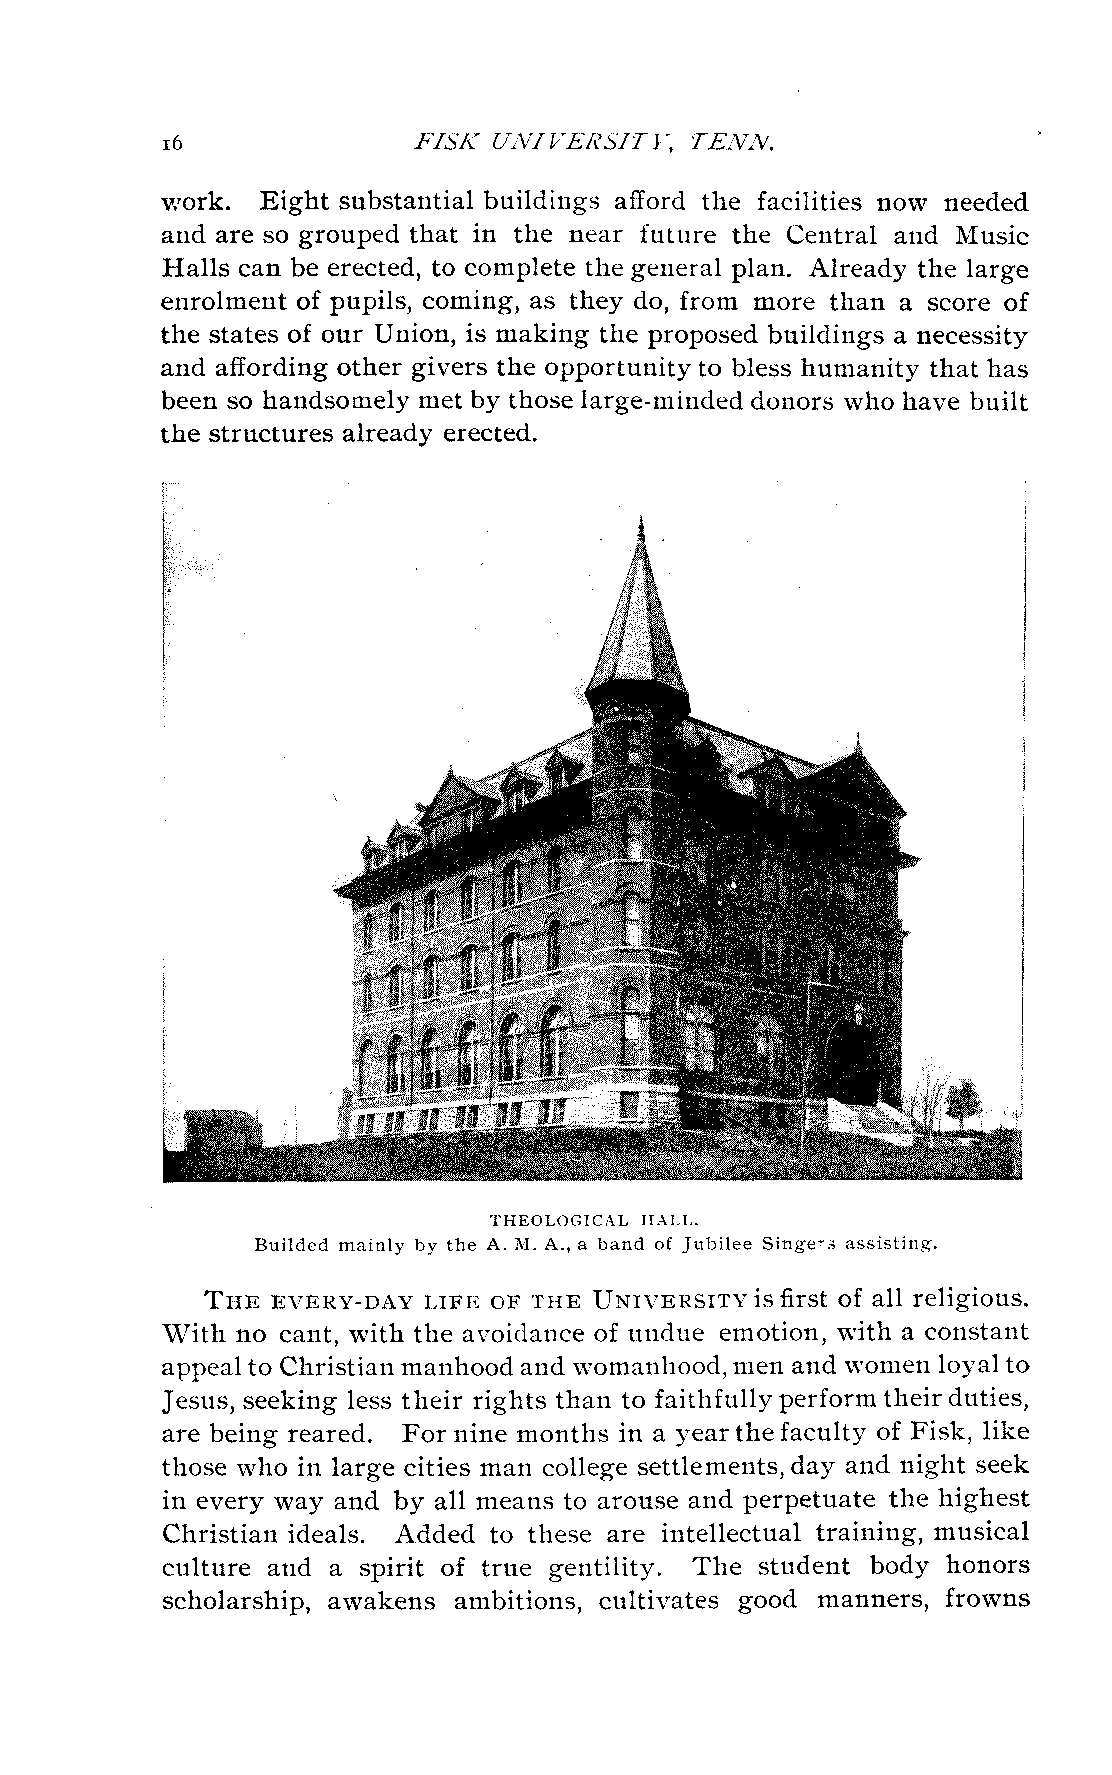 16 FISK UNIVERSITY, TENN.
work. Eight substantial buildings afford the facilities now needed
and are so grouped that in the near future the Central and Music
Halls can be erected, to complete the general plan. Already the large
enrolment of pupils, coming, as they do, from more than a score of
the states of our Union, is making the proposed buildings a necessity
and affording other givers the opportunity to bless humanity that has
been so handsomely met by those large-minded donors who have built
the structures already erected.
THEOLOGICAL HALL.
Builded mainly by the A. M. A., a band of Jubilee Singers assisting.
THE EVERY-DAY LIFE OF THE UNIVERSITY is first of all religious.
With no cant, with the avoidance of undue emotion, with a constant
appeal to Christian manhood and womanhood, men and women loyal to
Jesus, seeking less their rights than to faithfully perform their duties,
are being reared. For nine months in a year the faculty of Fisk, like
those who in large cities man college settlements, day and night seek
in every way and by all means to arouse and perpetuate the highest
Christian ideals. Added to these are intellectual training, musical
culture and a spirit of true gentility. The student body honors
scholarship, awakens ambitions, cultivates good manners, frowns